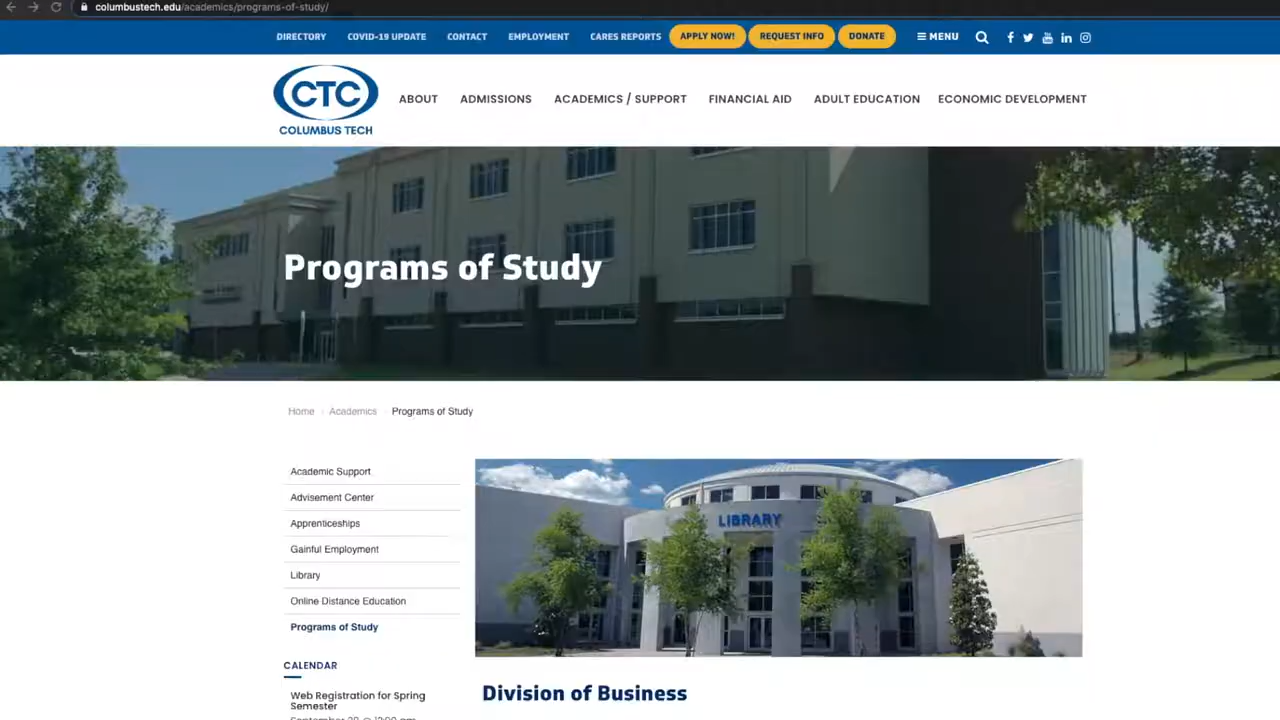 columbustech.edu/academics/programs-of-study/
DIRECTORY COVID-19 UPDATE CONTACT EMPLOYMENT CARES REPORTS APPLY NOW! REQUEST INFO DONATE MENU
CTC
COLUMBUS TECH
ABOUT ADMISSIONS ACADEMICS / SUPPORT FINANCIAL AID ADULT EDUCATION ECONOMIC DEVELOPMENT
Programs of Study
Home Academics Programs of Study
Academic Support
Advisement Center
Apprenticeships
Gainful Employment
Library
Online Distance Education
Programs of Study
CALENDAR
Web Registration for Spring
Semester
LIBRARY
Division of Business